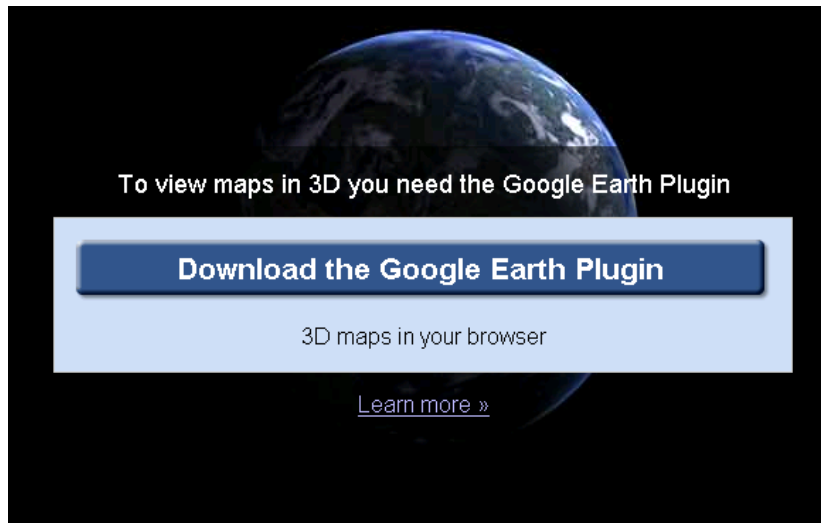 To view maps in 3D you need the Google Earth Plugin
Download the Google Earth Plugin
3D maps in your browser
Learn more »